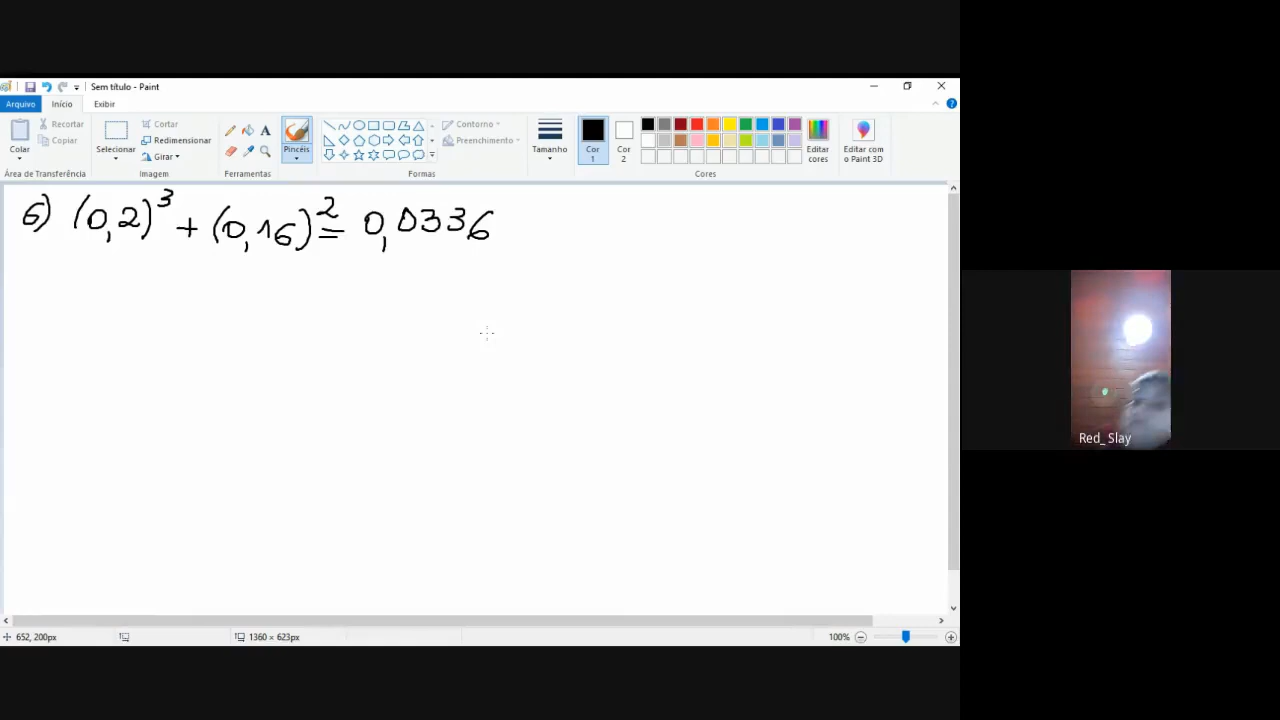 Sem título - Paint
Arquivo Início Exibir
Colar Recortar Copiar
Selecionar Cortar Redimensionar Girar
A
Pincéis
Contorno Preenchimento
Tamanho
Cor 1
Cor 2
Editar cores
Editar com o Paint 3D
Área de Transferência Imagem Ferramentas Formas Cores
6) (0,2)³ + (0,16)² = 0,0336
Red_ Slay
652, 200px 1360 × 623px 100%